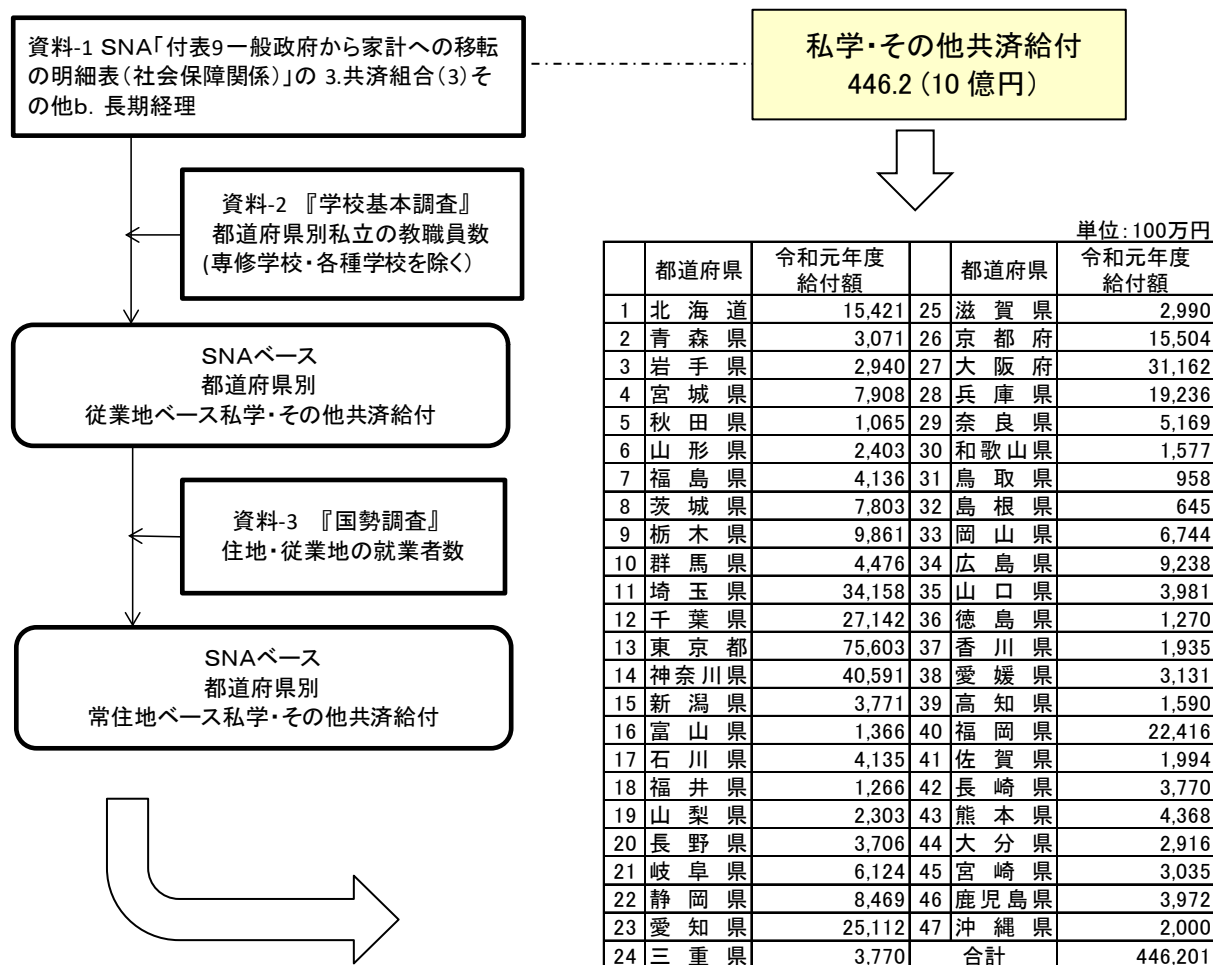 資料-1 SNA「付表9一般政府から家計への移転
の明細表(社会保障関係)」の 3.共済組合(3)そ
の他b. 長期経理
資料-2 『学校基本調査』
都道府県別私立の教職員数
(専修学校・各種学校を除く)
SNAベース
都道府県別
従業地ベース私学・その他共済給付
資料-3 『国勢調査』
住地・従業地の就業者数
SNAベース
都道府県別
常住地ベース私学・その他共済給付
私学・その他共済給付
446.2 (10 億円)
単位:100万円
都道府県 令和元年度 給付額 都道府県 令和元年度 給付額
1 北海道 15,421 25 滋賀県 2,990
2 青森県 3,071 26 京都府 15,504
3 岩手県 2,940 27 大阪府 31,162
4 宮城県 7,908 28 兵庫県 19,236
5 秋田県 1,065 29 奈良県 5,169
6 山形県 2,403 30 和歌山県 1,577
7 福島県 4,136 31 鳥取県 958
8 茨城県 7,803 32 島根県 645
9 栃木県 9,861 33 岡山県 6,744
10 群馬県 4,476 34 広島県 9,238
11 埼玉県 34,158 35 山口県 3,981
12 千葉県 27,142 36 徳島県 1,270
13 東京都 75,603 37 香川県 1,935
14 神奈川県 40,591 38 愛媛県 3,131
15 新潟県 3,771 39 高知県 1,590
16 富山県 1,366 40 福岡県 22,416
17 石川県 4,135 41 佐賀県 1,994
18 福井県 1,266 42 長崎県 3,770
19 山梨県 2,303 43 熊本県 4,368
20 長野県 3,706 44 大分県 2,916
21 岐阜県 6,124 45 宮崎県 3,035
22 静岡県 8,469 46 鹿児島県 3,972
23 愛知県 25,112 47 沖縄県 2,000
24 三重県 3,770 合計 446,201